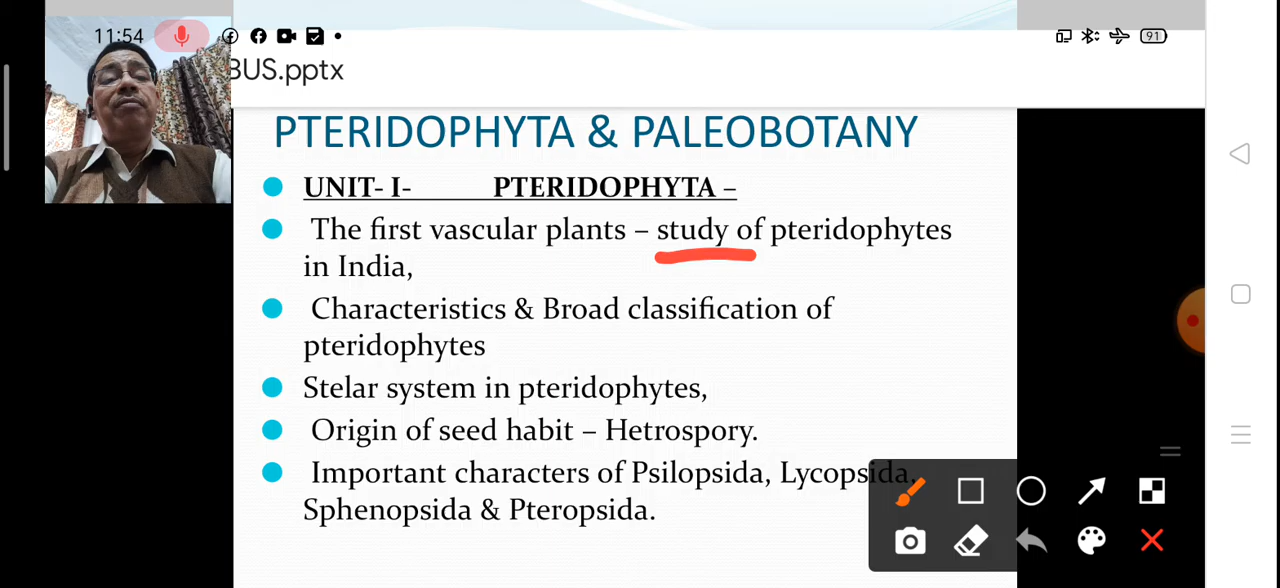 11:54
91
BUS.pptx
PTERIDOPHYTA & PALEOBOTANY
UNIT- I- PTERIDOPHYTA –
The first vascular plants – study of pteridophytes
in India,
Characteristics & Broad classification of
pteridophytes
Stelar system in pteridophytes,
Origin of seed habit – Hetrospory.
Important characters of Psilopsida, Lycopsida,
Sphenopsida & Pteropsida.